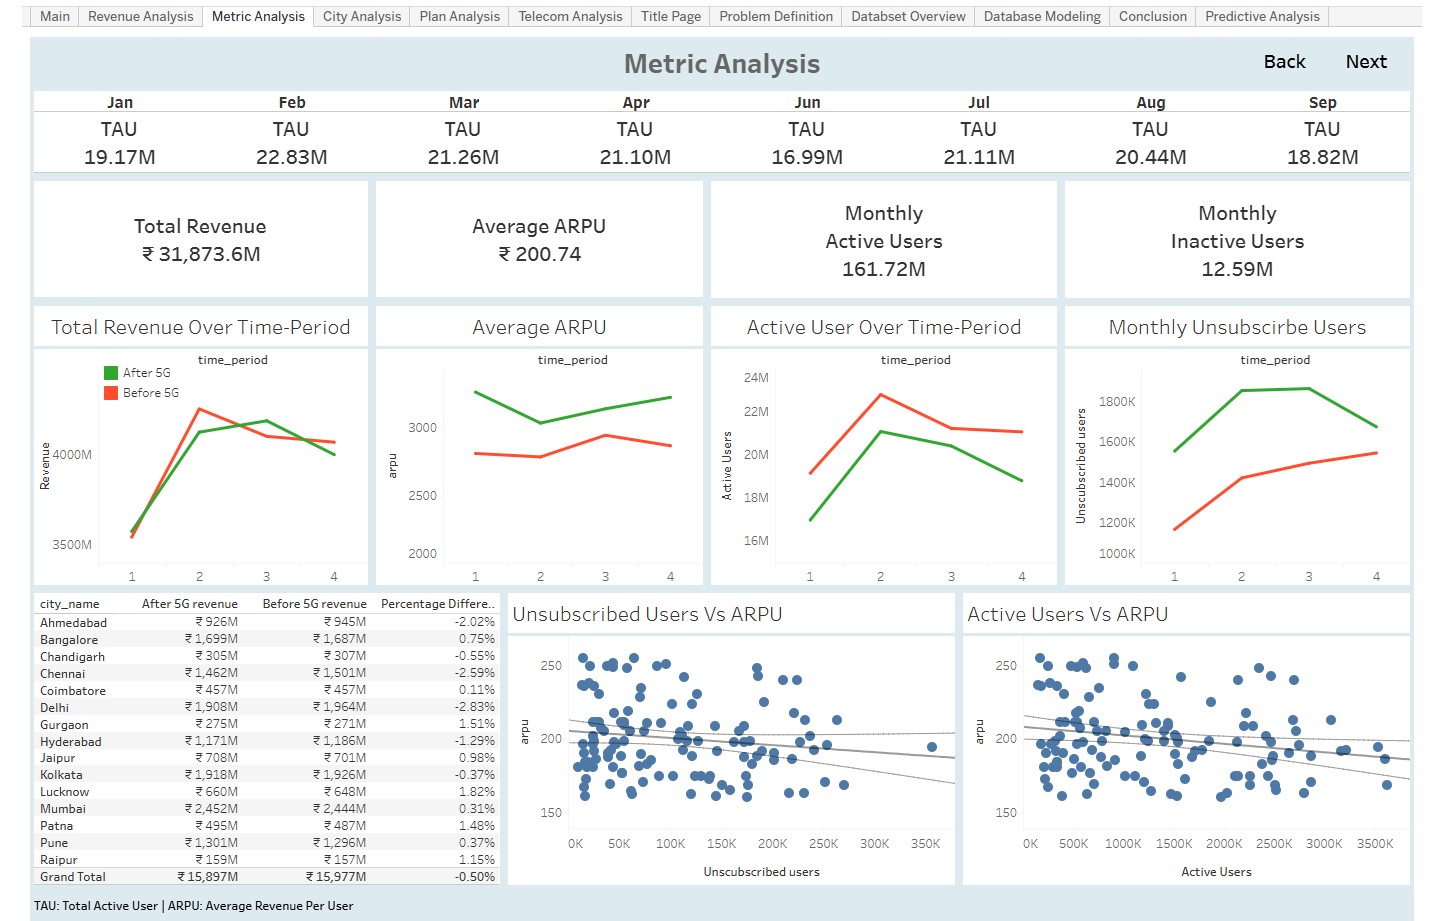 Main Revenue Analysis Metric Analysis City Analysis Plan Analysis Telecom Analysis Title Page Problem Definition Databset Overview Database Modeling Conclusion Predictive Analysis
Metric Analysis Back Next
Jan Feb Mar Apr Jun Jul Aug Sep
TAU TAU TAU TAU TAU TAU TAU TAU
19.17M 22.83M 21.26M 21.10M 16.99M 21.11M 20.44M 18.82M
Total Revenue
₹ 31,873.6M
Average ARPU
₹ 200.74
Monthly
Active Users
161.72M
Monthly
Inactive Users
12.59M
Total Revenue Over Time-Period
time_period
After 5G
Before 5G
Revenue
4000M
3500M
1 2 3 4
Average ARPU
time_period
arpu
3000
2500
2000
1 2 3 4
Active User Over Time-Period
time_period
Active Users
24M
22M
20M
18M
16M
1 2 3 4
Monthly Unsubscirbe Users
time_period
Unscubscribed users
1800K
1600K
1400K
1200K
1000K
1 2 3 4
city_name After 5G revenue Before 5G revenue Percentage Differe..
Ahmedabad ₹ 926M ₹ 945M -2.02%
Bangalore ₹ 1,699M ₹ 1,687M 0.75%
Chandigarh ₹ 305M ₹ 307M -0.55%
Chennai ₹ 1,462M ₹ 1,501M -2.59%
Coimbatore ₹ 457M ₹ 457M 0.11%
Delhi ₹ 1,908M ₹ 1,964M -2.83%
Gurgaon ₹ 275M ₹ 271M 1.51%
Hyderabad ₹ 1,171M ₹ 1,186M -1.29%
Jaipur ₹ 708M ₹ 701M 0.98%
Kolkata ₹ 1,918M ₹ 1,926M -0.37%
Lucknow ₹ 660M ₹ 648M 1.82%
Mumbai ₹ 2,452M ₹ 2,444M 0.31%
Patna ₹ 495M ₹ 487M 1.48%
Pune ₹ 1,301M ₹ 1,296M 0.37%
Raipur ₹ 159M ₹ 157M 1.15%
Grand Total ₹ 15,897M ₹ 15,977M -0.50%
Unsubscribed Users Vs ARPU
arpu
250
200
150
0K 50K 100K 150K 200K 250K 300K 350K
Unscubscribed users
Active Users Vs ARPU
arpu
250
200
150
0K 500K 1000K 1500K 2000K 2500K 3000K 3500K
Active Users
TAU: Total Active User | ARPU: Average Revenue Per User